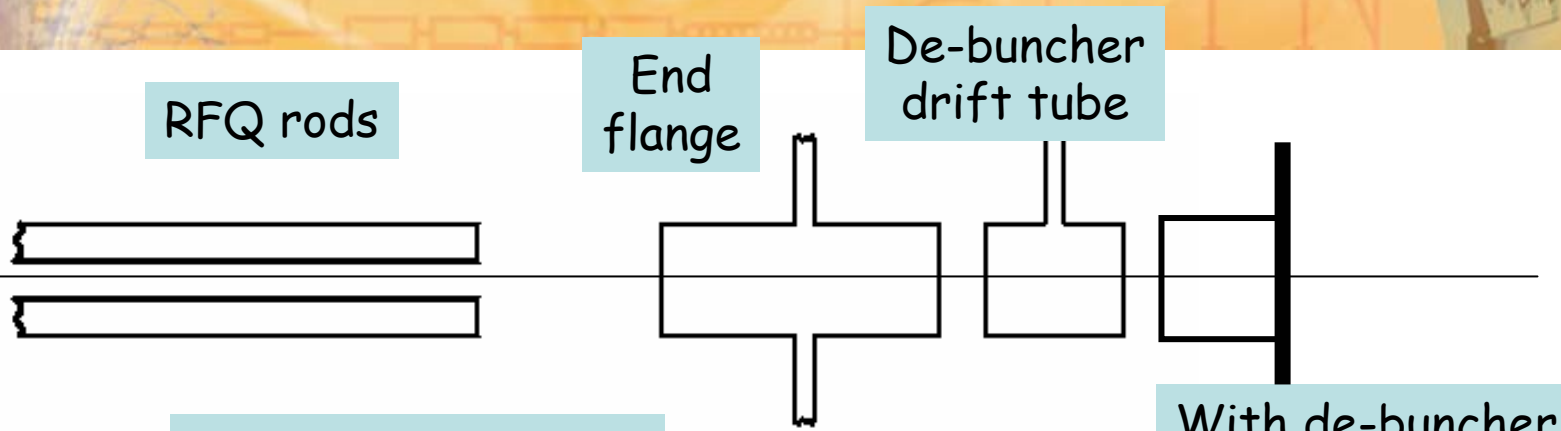 RFQ rods
End
flange
De-buncher
drift tube
With de-buncher